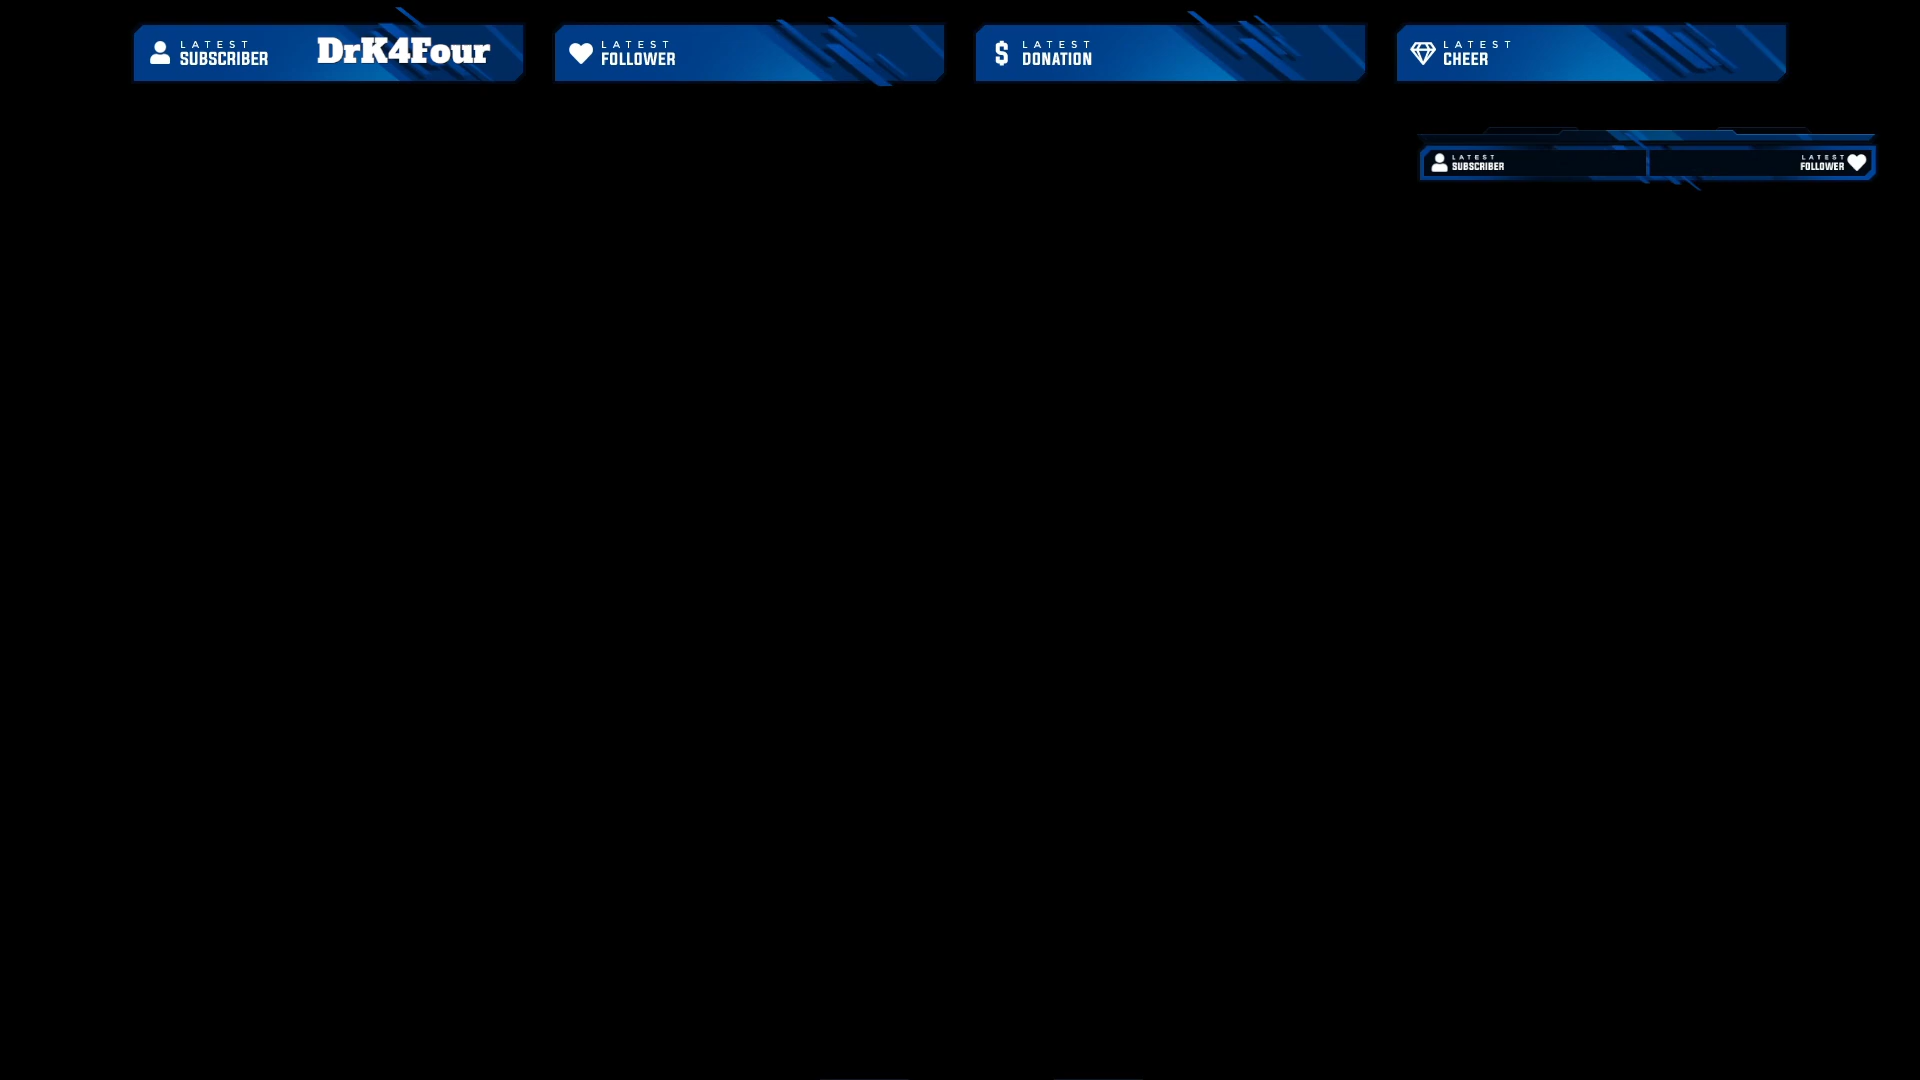 LATEST
SUBSCRIBER
DrK4Four
LATEST
FOLLOWER
LATEST
DONATION
LATEST
CHEER
LATEST
SUBSCRIBER
LATEST
FOLLOWER